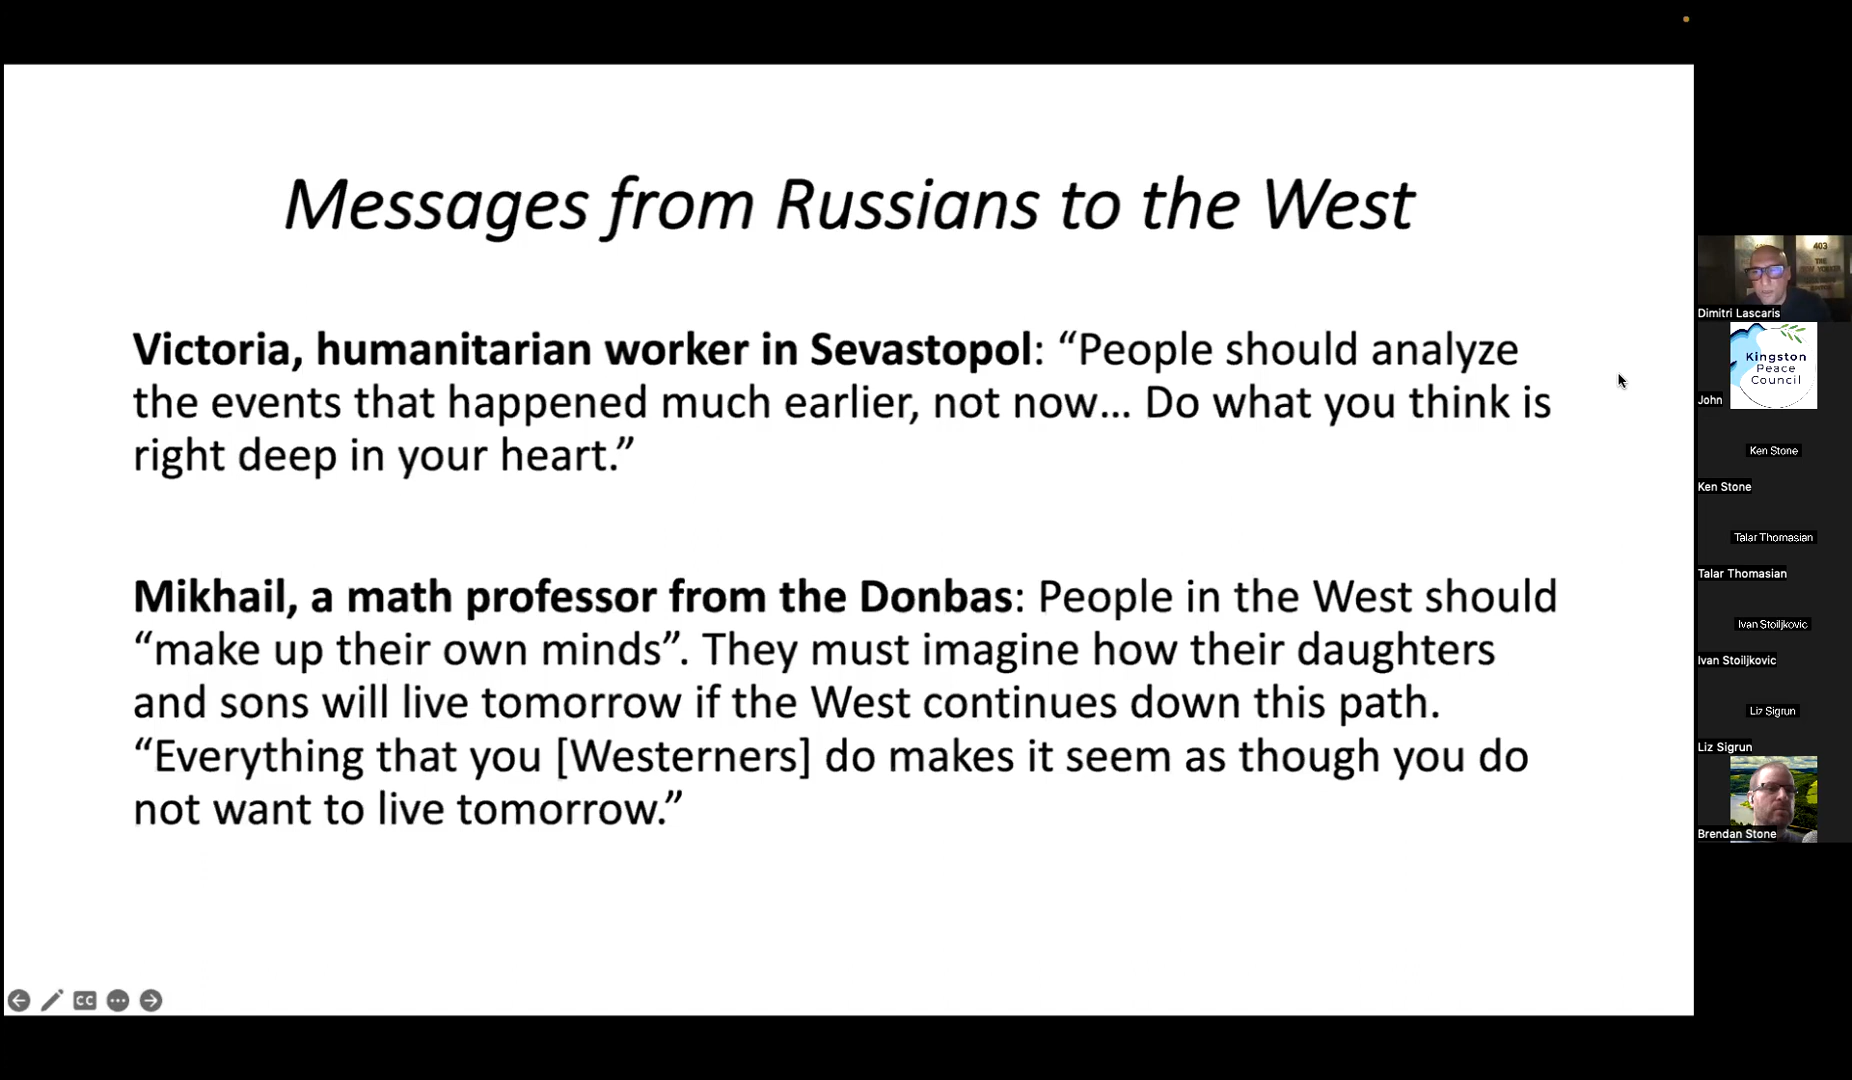 Messages from Russians to the West
Victoria, humanitarian worker in Sevastopol: “People should analyze
the events that happened much earlier, not now... Do what you think is
right deep in your heart.”
Mikhail, a math professor from the Donbas: People in the West should
“make up their own minds”. They must imagine how their daughters
and sons will live tomorrow if the West continues down this path.
“Everything that you [Westerners] do makes it seem as though you do
not want to live tomorrow.”
CC
403
THE
Dimitri Lascaris
Kingston
Peace
Council
John
Ken Stone
Ken Stone
Talar Thomasian
Talar Thomasian
Ivan Stoiljkovic
Ivan Stoiljkovic
Liz Sigrun
Liz Sigrun
Brendan Stone